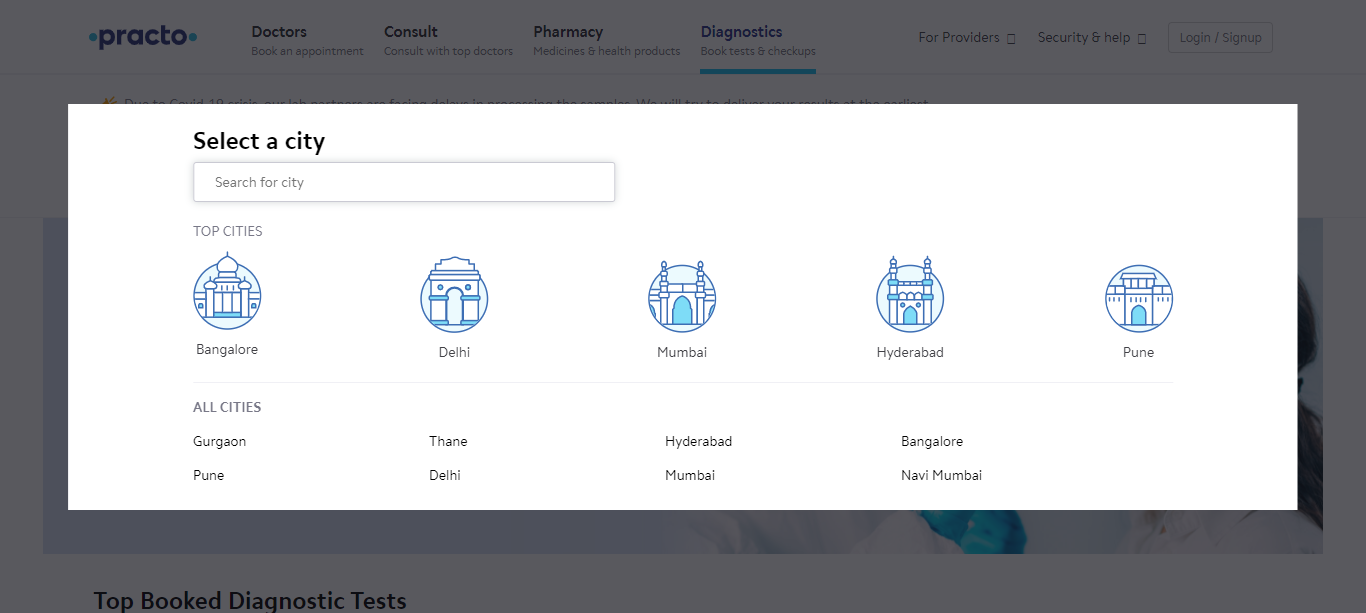 practo
Doctors
Book an appointment
Consult
Consult with top doctors
Pharmacy
Medicines & health products
Diagnostics
Book tests & checkups
For Providers
Security & help
Login / Signup
Due to Covid-19 crisis, our lab partners are facing delays in processing the samples. We will try to deliver your results at the earliest
Select a city
Search for city
TOP CITIES
Bangalore
Delhi
Mumbai
Hyderabad
Pune
ALL CITIES
Gurgaon Thane Hyderabad Bangalore
Pune Delhi Mumbai Navi Mumbai
Top Booked Diagnostic Tests